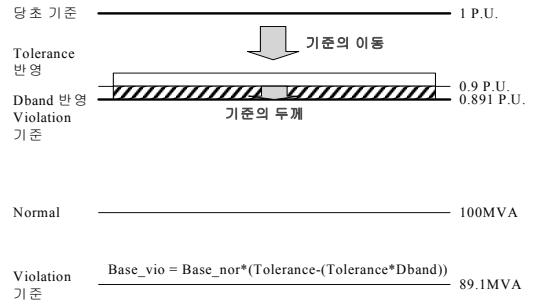 당초 기준
1 P.U.
기준의 이동
Tolerance
반영
0.9 P.U.
Dband 반영
0.891 P.U.
Violation
기준
기준의 두께
Normal
100MVA
Base_vio = Base_nor*(Tolerance-(Tolerance*Dband))
Violation
기준
89.1MVA